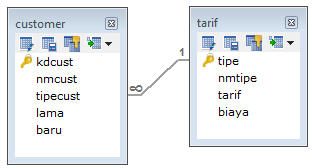 customer
kdcust
nmcust
tipecust
lama
baru
1
∞
tarif
tipe
nmtipe
tarif
biaya